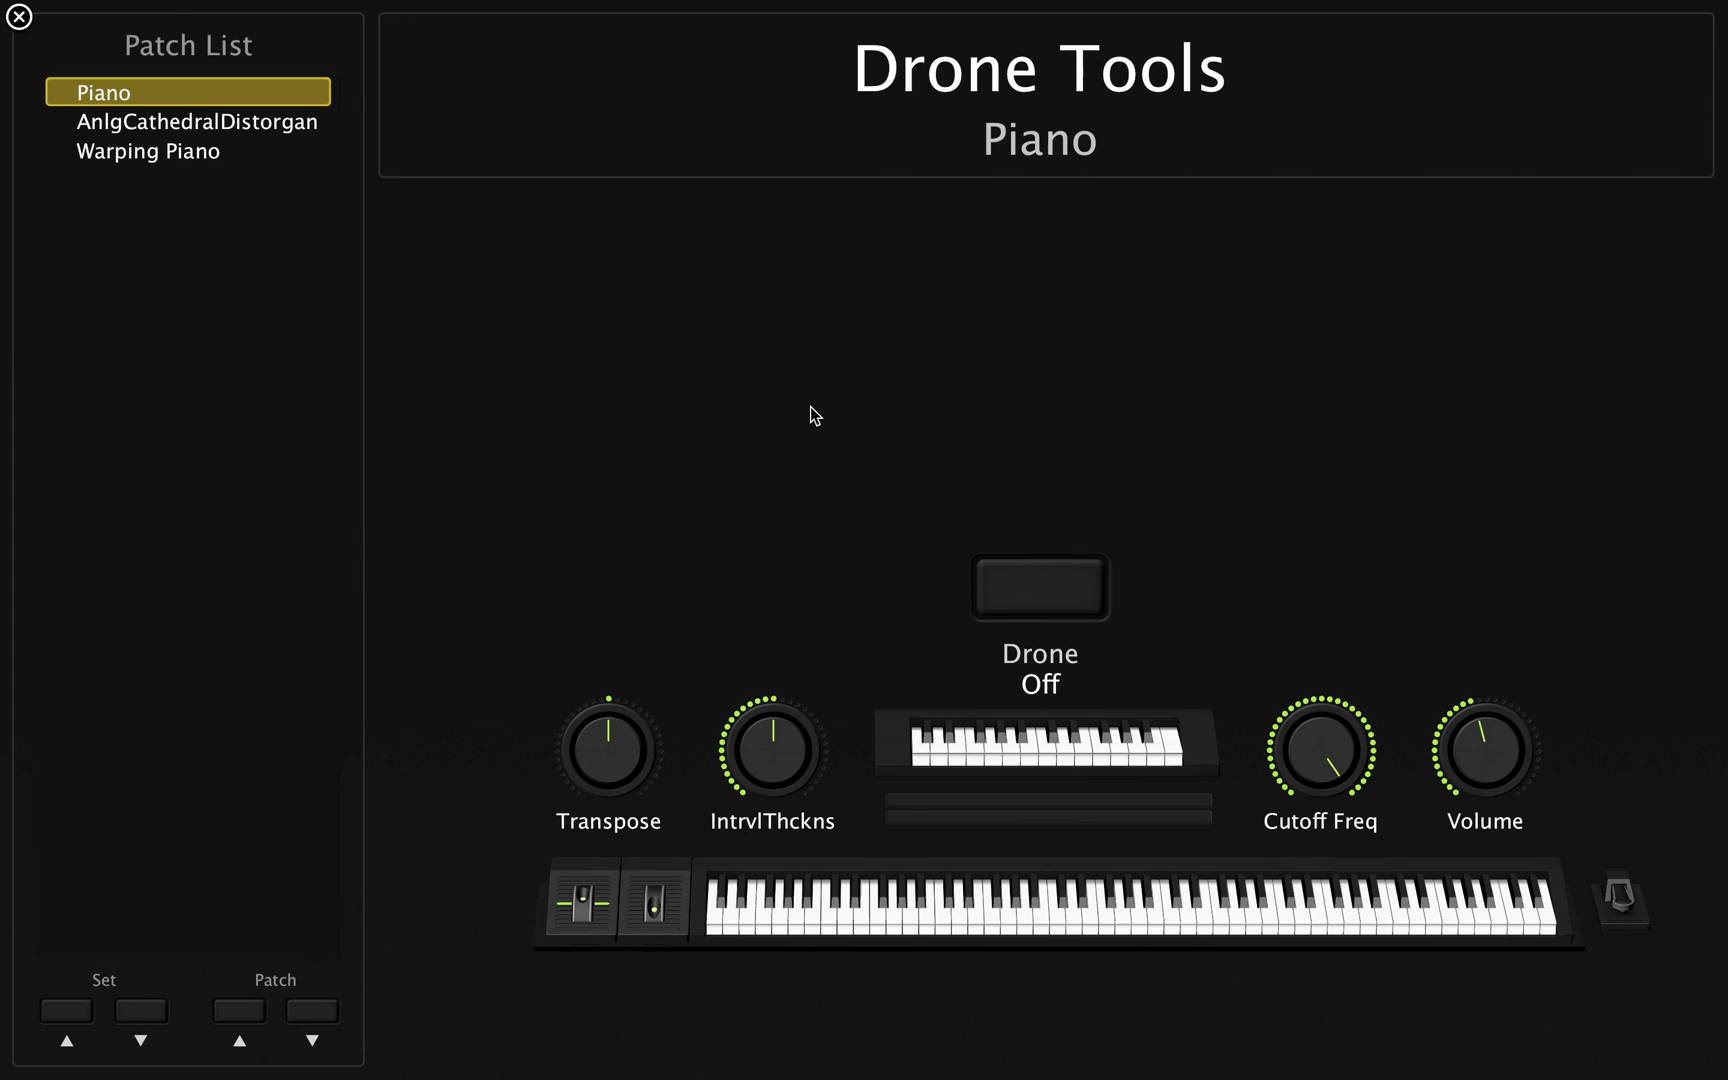 Patch List
Piano
AnlgCathedralDistorgan
Warping Piano
Drone Tools
Piano
Drone
Off
Transpose
IntrvlThckns
Cutoff Freq
Volume
Set
Patch